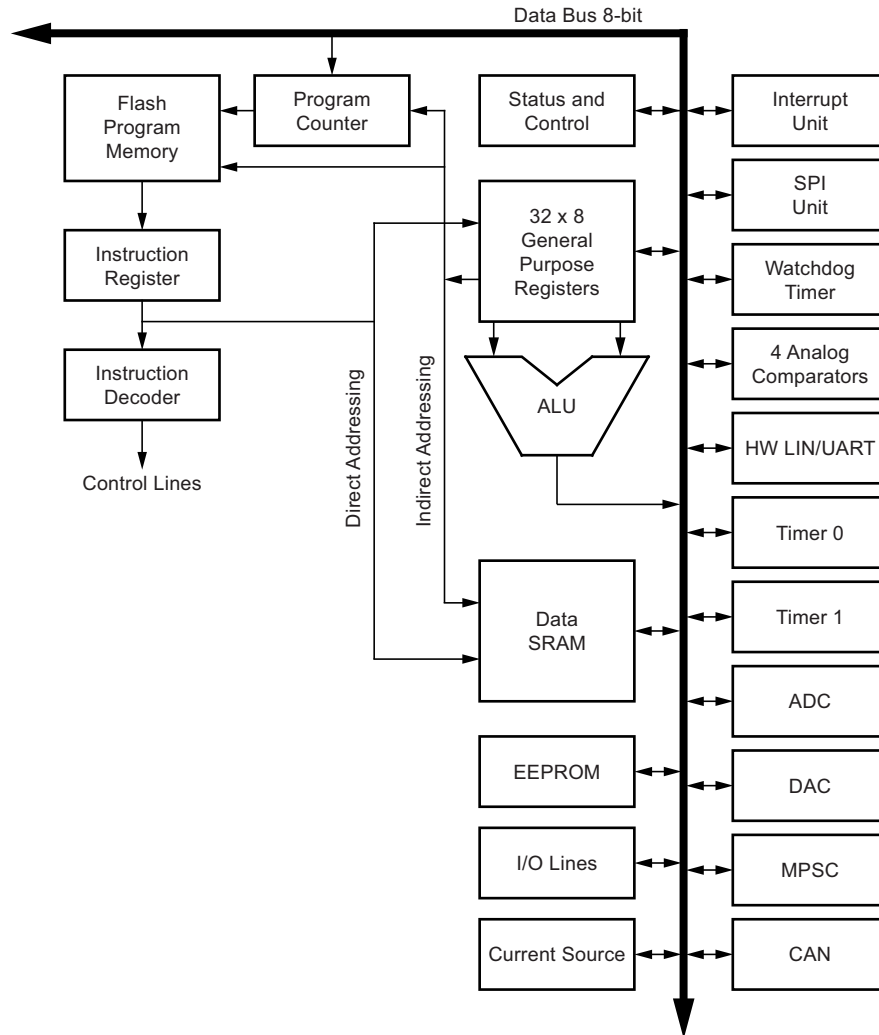 Data Bus 8-bit
Flash
Program
Memory
Program
Counter
Status and
Control
Interrupt
Unit
SPI
Unit
32 x 8
General
Purpose
Registers
Instruction
Register
Watchdog
Timer
Instruction
Decoder
4 Analog
Comparators
ALU
Direct Addressing
Indirect Addressing
Control Lines
HW LIN/UART
Timer 0
Data
SRAM
Timer 1
ADC
EEPROM
DAC
I/O Lines
MPSC
Current Source
CAN